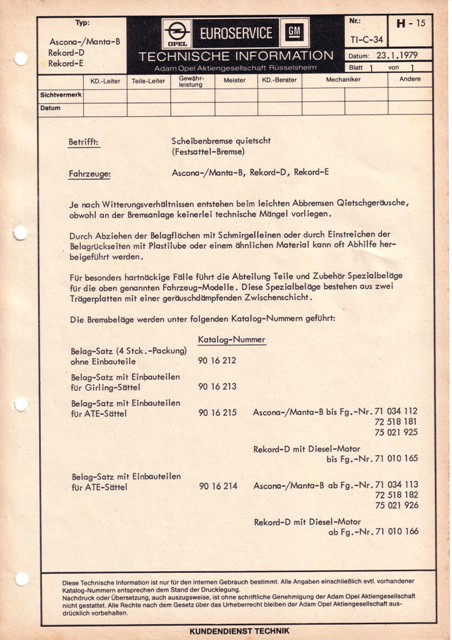 Typ:
Ascona-/Manta-B
Rekord-D
Rekord-E
OPEL
EUROSERVICE
GM
TECHNISCHE INFORMATION
Adam Opel Aktiengesellschaft Rüsselsheim
Nr.:
H - 15
TI-C-34
Datum: 23.1.1979
Blatt 1 von 1
KD.-Leiter Teile-Leiter Gewähr-leistung Meister KD.-Berater Mechaniker Andere
Sichtvermerk
Datum
Betrifft: Scheibenbremse quietscht
(Festsattel-Bremse)
Fahrzeuge: Ascona-/Manta-B, Rekord-D, Rekord-E
Je nach Witterungsverhältnissen entstehen beim leichten Abbremsen Qietschgeräusche,
obwohl an der Bremsanlage keinerlei technische Mängel vorliegen.
Durch Abziehen der Belagflächen mit Schmirgelleinen oder durch Einstreichen der
Belagrückseiten mit Plastilube oder einem ähnlichen Material kann oft Abhilfe her-
beigeführt werden.
Für besonders hartnäckige Fälle führt die Abteilung Teile und Zubehör Spezialbeläge
für die oben genannten Fahrzeug-Modelle. Diese Spezialbeläge bestehen aus zwei
Trägerplatten mit einer geräuschdämpfenden Zwischenschicht.
Die Bremsbeläge werden unter folgenden Katalog-Nummern geführt:
Katalog-Nummer
Belag-Satz (4 Stck.-Packung)
ohne Einbauteile 90 16 212
Belag-Satz mit Einbauteilen
für Girling-Sättel 90 16 213
Belag-Satz mit Einbauteilen
für ATE-Sättel 90 16 215 Ascona-/Manta-B bis Fg.-Nr. 71 034 112
72 518 181
75 021 925
Rekord-D mit Diesel-Motor
bis Fg.-Nr. 71 010 165
Belag-Satz mit Einbauteilen
für ATE-Sättel 90 16 214 Ascona-/Manta-B ab Fg.-Nr. 71 034 113
72 518 182
75 021 926
Rekord-D mit Diesel-Motor
ab Fg.-Nr. 71 010 166
Diese Technische Information ist nur für den internen Gebrauch bestimmt. Alle Angaben einschließlich evtl. vorhandener
Katalog-Nummern entsprechen dem Stand der Drucklegung.
Nachdruck oder Übersetzung, auch auszugsweise, ist ohne schriftliche Genehmigung der Adam Opel Aktiengesellschaft
nicht gestattet. Alle Rechte nach dem Gesetz über das Urheberrecht bleiben der Adam Opel Aktiengesellschaft aus-
drücklich vorbehalten.
KUNDENDIENST TECHNIK